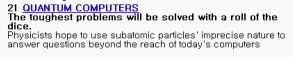 21 QUANTUM COMPUTERS
The toughest problems will be solved with a roll of the
dice.
Physicists hope to use subatomic particles' imprecise nature to
answer questions beyond the reach of today's computers